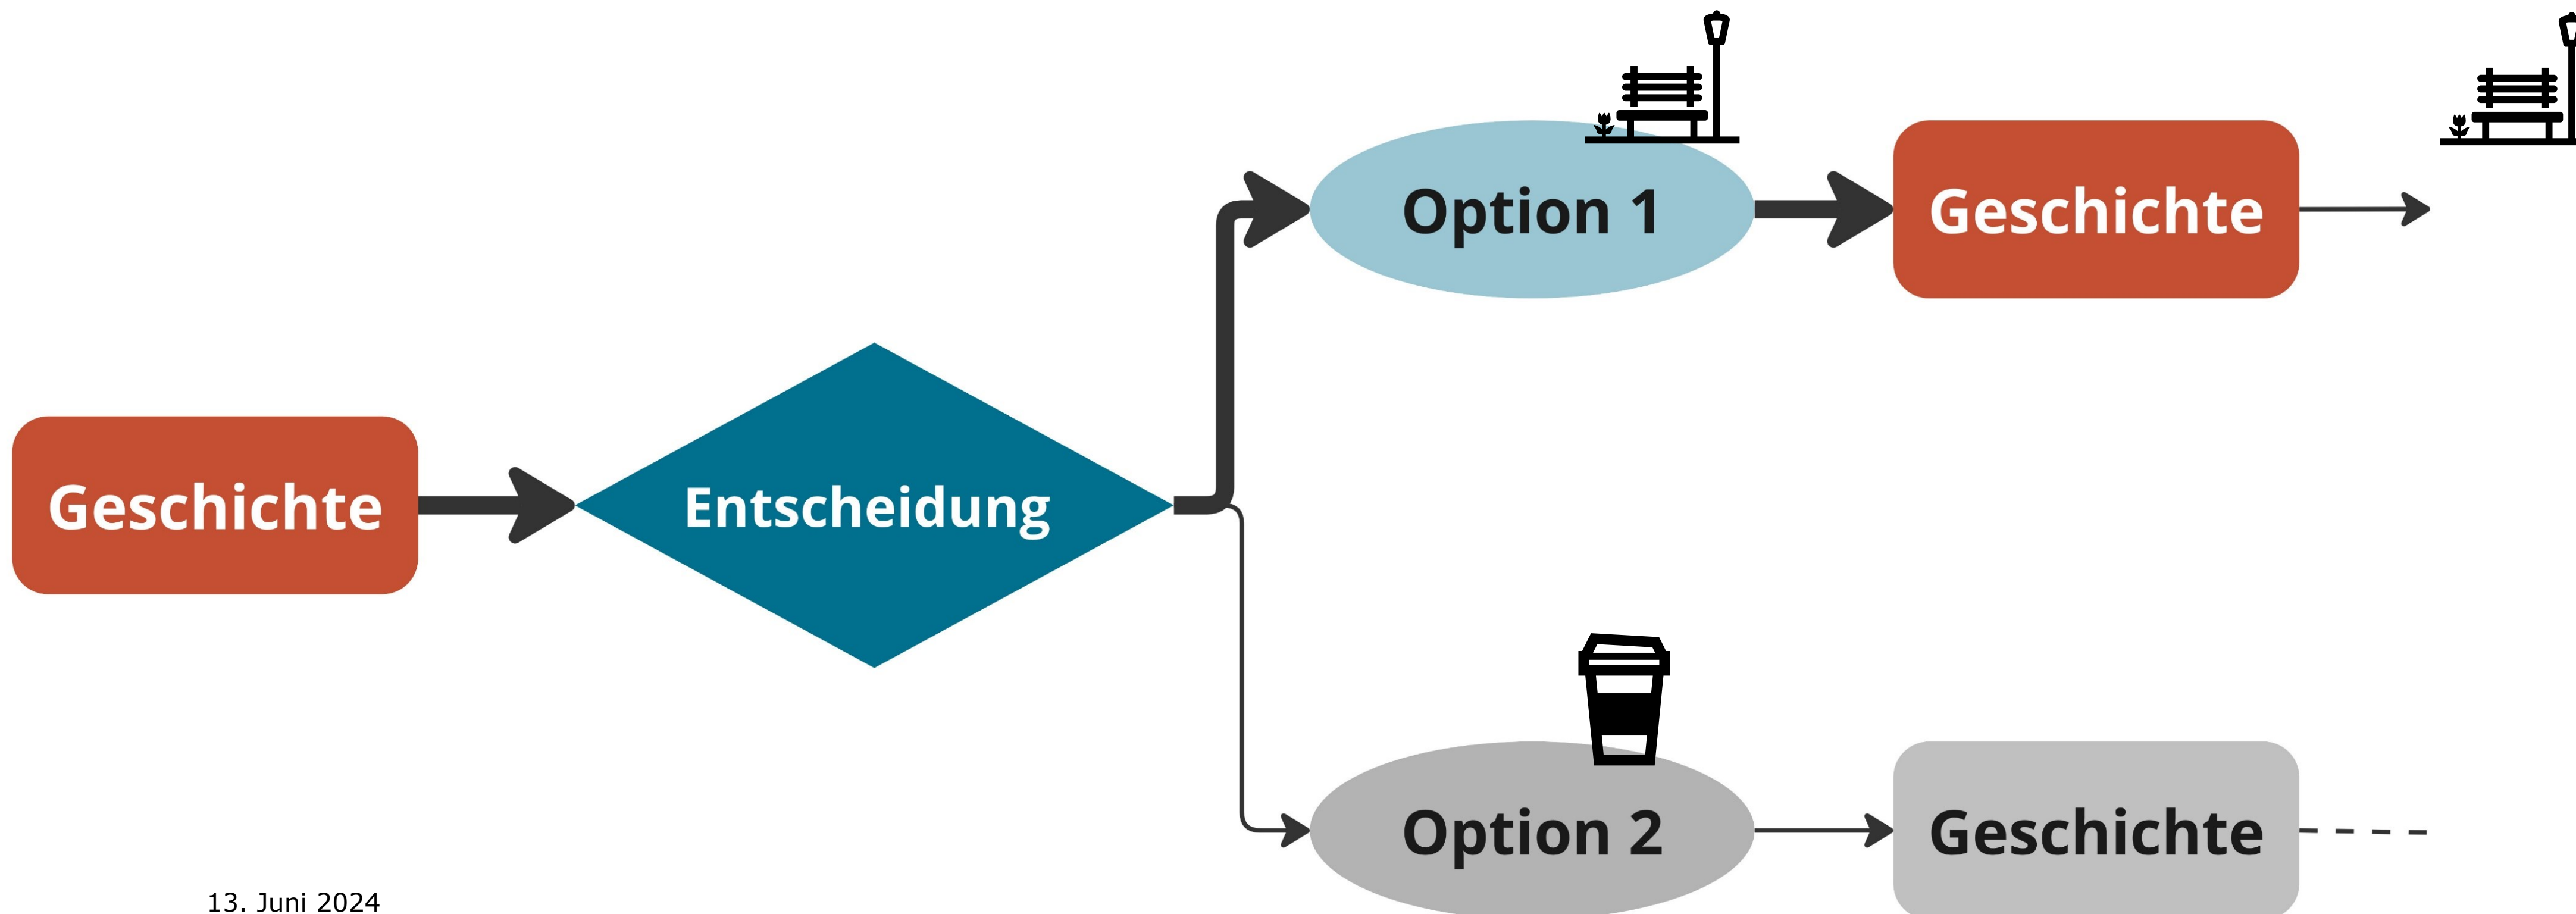 Option 1
Geschichte
Geschichte
Entscheidung
Option 2
Geschichte
13. Juni 2024